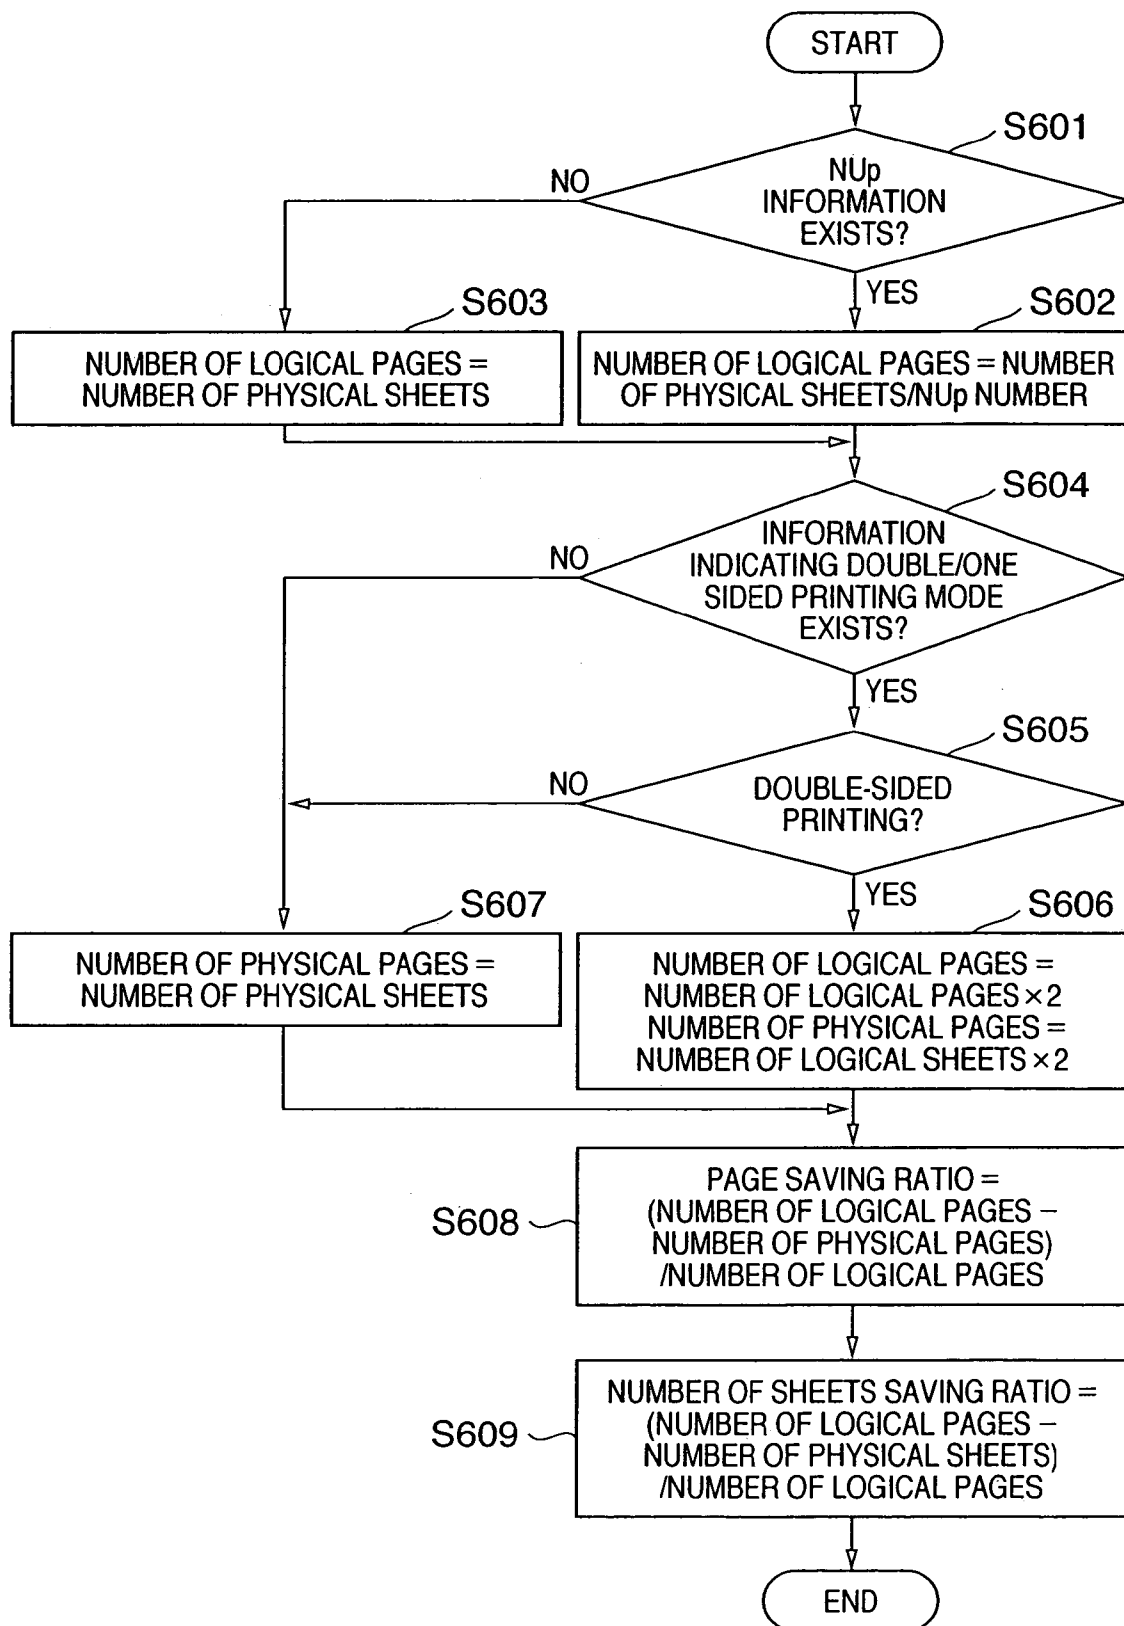 START
S601
NUp
INFORMATION
EXISTS?
NO
YES
S603
S602
NUMBER OF LOGICAL PAGES =
NUMBER OF PHYSICAL SHEETS
NUMBER OF LOGICAL PAGES = NUMBER
OF PHYSICAL SHEETS/NUp NUMBER
S604
INFORMATION
INDICATING DOUBLE/ONE
SIDED PRINTING MODE
EXISTS?
NO
YES
S605
DOUBLE-SIDED
PRINTING?
NO
YES
S607
S606
NUMBER OF PHYSICAL PAGES =
NUMBER OF PHYSICAL SHEETS
NUMBER OF LOGICAL PAGES =
NUMBER OF LOGICAL PAGES ×2
NUMBER OF PHYSICAL PAGES =
NUMBER OF LOGICAL SHEETS ×2
S608
PAGE SAVING RATIO =
(NUMBER OF LOGICAL PAGES −
NUMBER OF PHYSICAL PAGES)
/NUMBER OF LOGICAL PAGES
S609
NUMBER OF SHEETS SAVING RATIO =
(NUMBER OF LOGICAL PAGES −
NUMBER OF PHYSICAL SHEETS)
/NUMBER OF LOGICAL PAGES
END